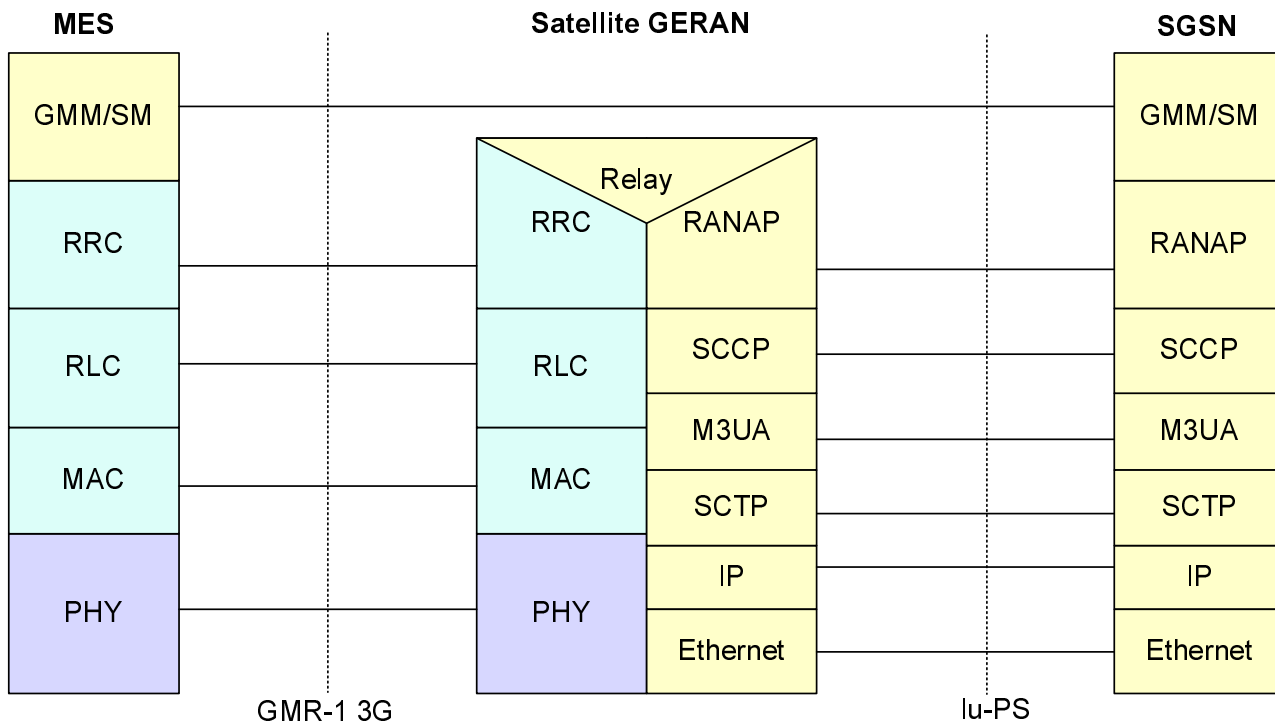 MES
Satellite GERAN
SGSN
GMM/SM
GMM/SM
Relay
RRC
RRC
RANAP
RANAP
RLC
RLC
SCCP
SCCP
M3UA
M3UA
MAC
MAC
SCTP
SCTP
IP
IP
PHY
PHY
Ethernet
Ethernet
GMR-1 3G
Iu-PS